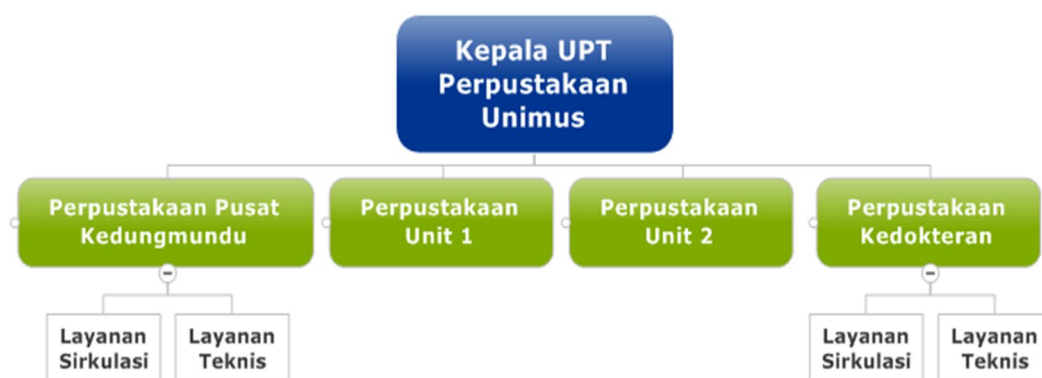 Kepala UPT
Perpustakaan
Unimus
Perpustakaan Pusat
Kedungmundu
Perpustakaan
Unit 1
Perpustakaan
Unit 2
Perpustakaan
Kedokteran
Layanan
Sirkulasi
Layanan
Teknis
Layanan
Sirkulasi
Layanan
Teknis